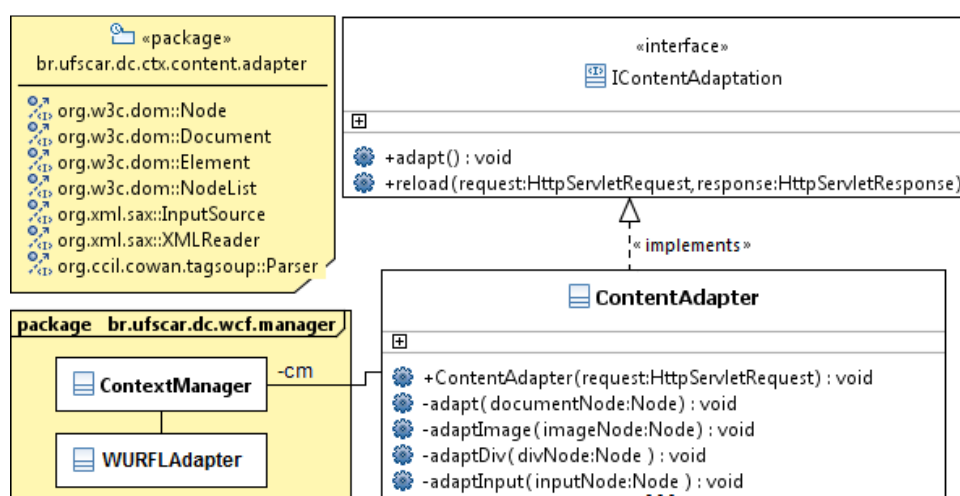 «package»
br.ufscar.dc.ctx.content.adapter
org.w3c.dom::Node
org.w3c.dom::Document
org.w3c.dom::Element
org.w3c.dom::NodeList
org.xml.sax::InputSource
org.xml.sax::XMLReader
org.ccil.cowan.tagsoup::Parser
«interface»
IContentAdaptation
+adapt() : void
+reload(request:HttpServletRequest,response:HttpServletResponse)
« implements »
package br.ufscar.dc.wcf.manager
ContextManager
-cm
WURFLAdapter
ContentAdapter
+ContentAdapter(request:HttpServletRequest) : void
-adapt(documentNode:Node) : void
-adaptImage(imageNode:Node) : void
-adaptDiv(divNode:Node ) : void
-adaptInput(inputNode:Node ) : void